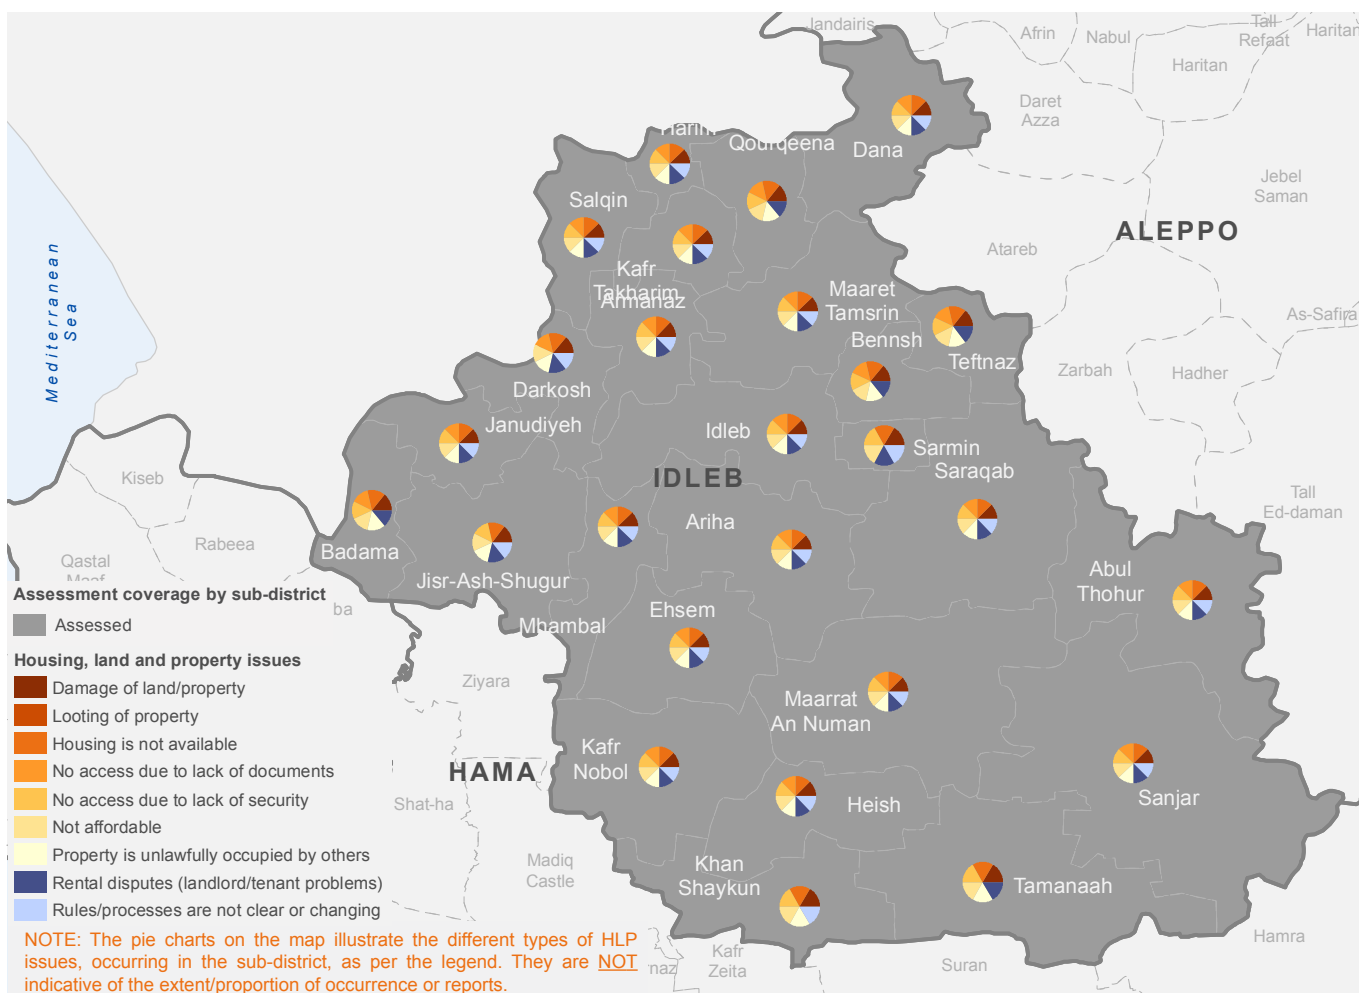 Jandairis
Afrin
Nabul
Tall
Refaat
Haritan
Haritan
Daret
Azza
Harim
Qourqeena
Dana
Jebel
Saman
Salqin
ALEPPO
Atareb
Mediterranean
Sea
Kafr
Takharim
Armanaz
Maaret
Tamsrin
As-Safira
Bennsh
Teftnaz
Zarbah
Hadher
Darkosh
Janudiyeh
Idleb
Sarmin
Saraqab
IDLEB
Kiseb
Tall
Ed-daman
Ariha
Rabeea
Badama
Qastal
Maaf
Jisr-Ash-Shugur
Abul
Thohur
Ehsem
ba
Mhambal
Ziyara
Maarrat
An Numan
Kafr
Nobol
HAMA
Sanjar
Shat-ha
Heish
Madiq
Castle
Khan
Shaykun
Tamanaah
Hamra
Kafr
Zeita
Suran
naz
Assessment coverage by sub-district
Assessed
Housing, land and property issues
Damage of land/property
Looting of property
Housing is not available
No access due to lack of documents
No access due to lack of security
Not affordable
Property is unlawfully occupied by others
Rental disputes (landlord/tenant problems)
Rules/processes are not clear or changing
NOTE: The pie charts on the map illustrate the different types of HLP
issues, occurring in the sub-district, as per the legend. They are NOT
indicative of the extent/proportion of occurrence or reports.